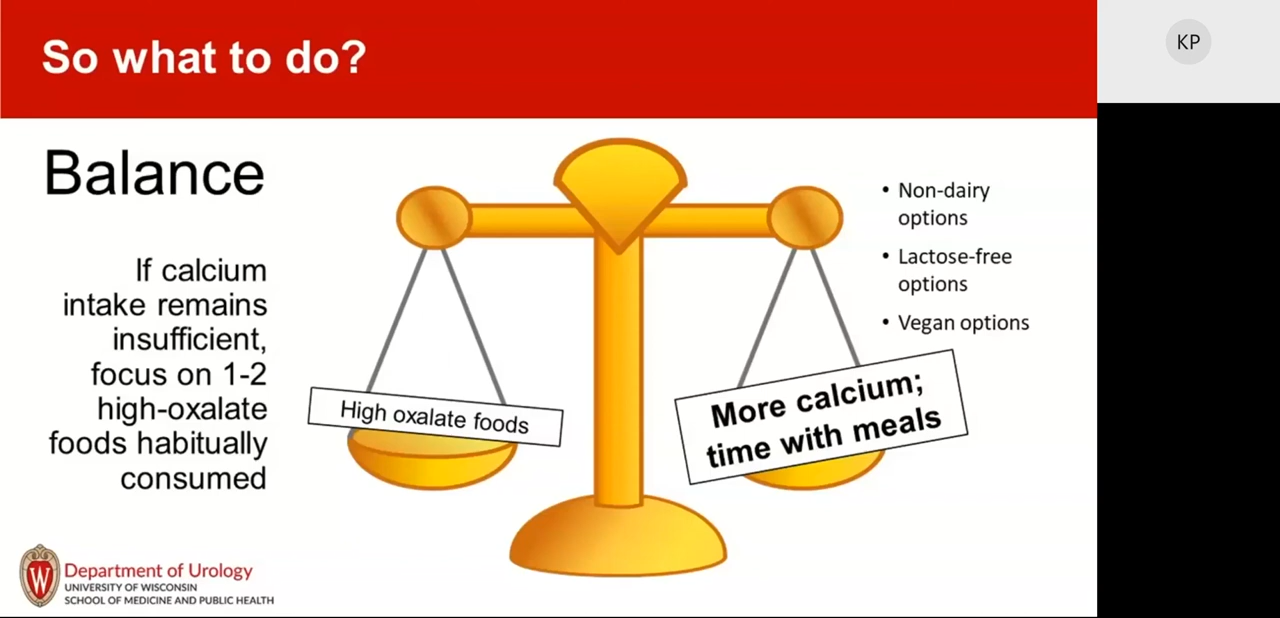 So what to do?
KP
Balance
If calcium
intake remains
insufficient,
focus on 1-2
high-oxalate
foods habitually
consumed
High oxalate foods
More calcium;
time with meals
• Non-dairy
options
• Lactose-free
options
• Vegan options
W
Department of Urology
UNIVERSITY OF WISCONSIN
SCHOOL OF MEDICINE AND PUBLIC HEALTH